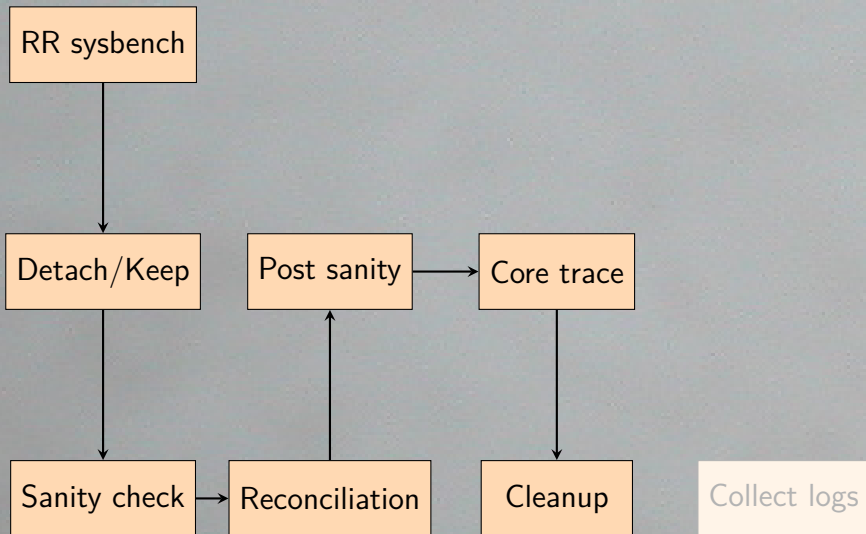 RR sysbench
Detach/Keep
Post sanity
Core trace
Sanity check
Reconciliation
Cleanup
Collect logs